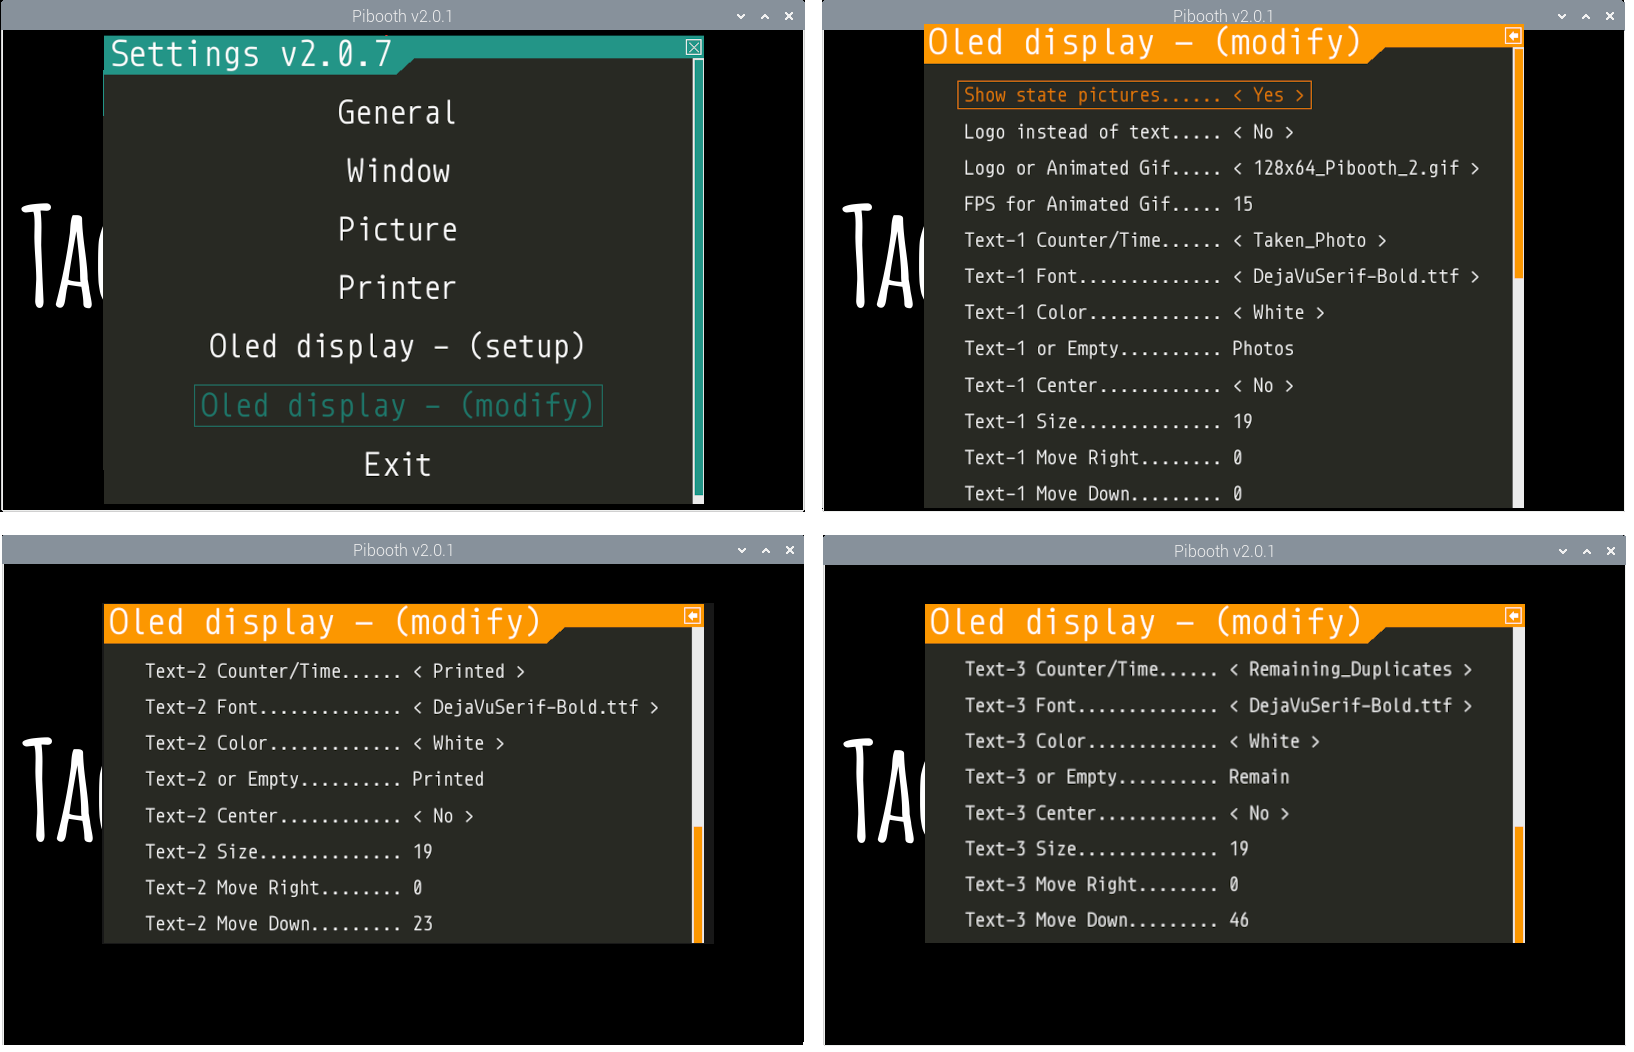 Pibooth v2.0.1
Settings v2.0.7
General
Window
Picture
Printer
Oled display - (setup)
Oled display - (modify)
Exit
TA
Pibooth v2.0.1
Oled display - (modify)
Show state pictures...... < Yes >
Logo instead of text..... < No >
Logo or Animated Gif..... < 128x64_Pibooth_2.gif >
FPS for Animated Gif..... 15
Text-1 Counter/Time...... < Taken_Photo >
Text-1 Font.............. < DejaVuSerif-Bold.ttf >
Text-1 Color............. < White >
Text-1 or Empty.......... Photos
Text-1 Center............ < No >
Text-1 Size.............. 19
Text-1 Move Right........ 0
Text-1 Move Down......... 0
TA
Pibooth v2.0.1
Oled display - (modify)
Text-2 Counter/Time...... < Printed >
Text-2 Font.............. < DejaVuSerif-Bold.ttf >
Text-2 Color............. < White >
Text-2 or Empty.......... Printed
Text-2 Center............ < No >
Text-2 Size.............. 19
Text-2 Move Right........ 0
Text-2 Move Down......... 23
TA
Pibooth v2.0.1
Oled display - (modify)
Text-3 Counter/Time...... < Remaining_Duplicates >
Text-3 Font.............. < DejaVuSerif-Bold.ttf >
Text-3 Color............. < White >
Text-3 or Empty.......... Remain
Text-3 Center............ < No >
Text-3 Size.............. 19
Text-3 Move Right........ 0
Text-3 Move Down......... 46
TA